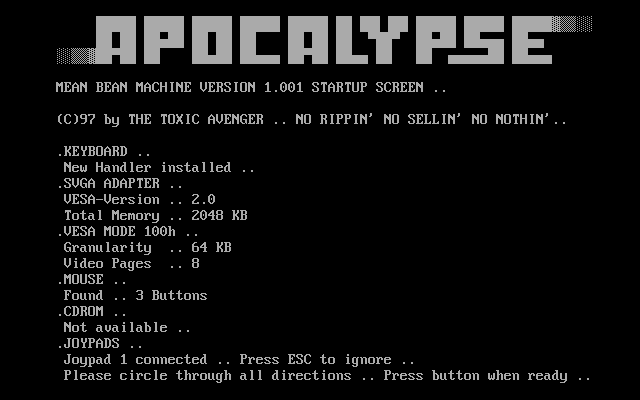 APOCALYPSE
MEAN BEAN MACHINE VERSION 1.001 STARTUP SCREEN ..
(C)97 by THE TOXIC AVENGER .. NO RIPPIN' NO SELLIN' NO NOTHIN'..
.KEYBOARD ..
New Handler installed ..
.SVGA ADAPTER ..
VESA-Version .. 2.0
Total Memory .. 2048 KB
.VESA MODE 100h ..
Granularity  .. 64 KB
Video Pages  .. 8
.MOUSE ..
Found .. 3 Buttons
.CDROM ..
Not available ..
.JOYPADS ..
Joypad 1 connected .. Press ESC to ignore ..
Please circle through all directions .. Press button when ready ..